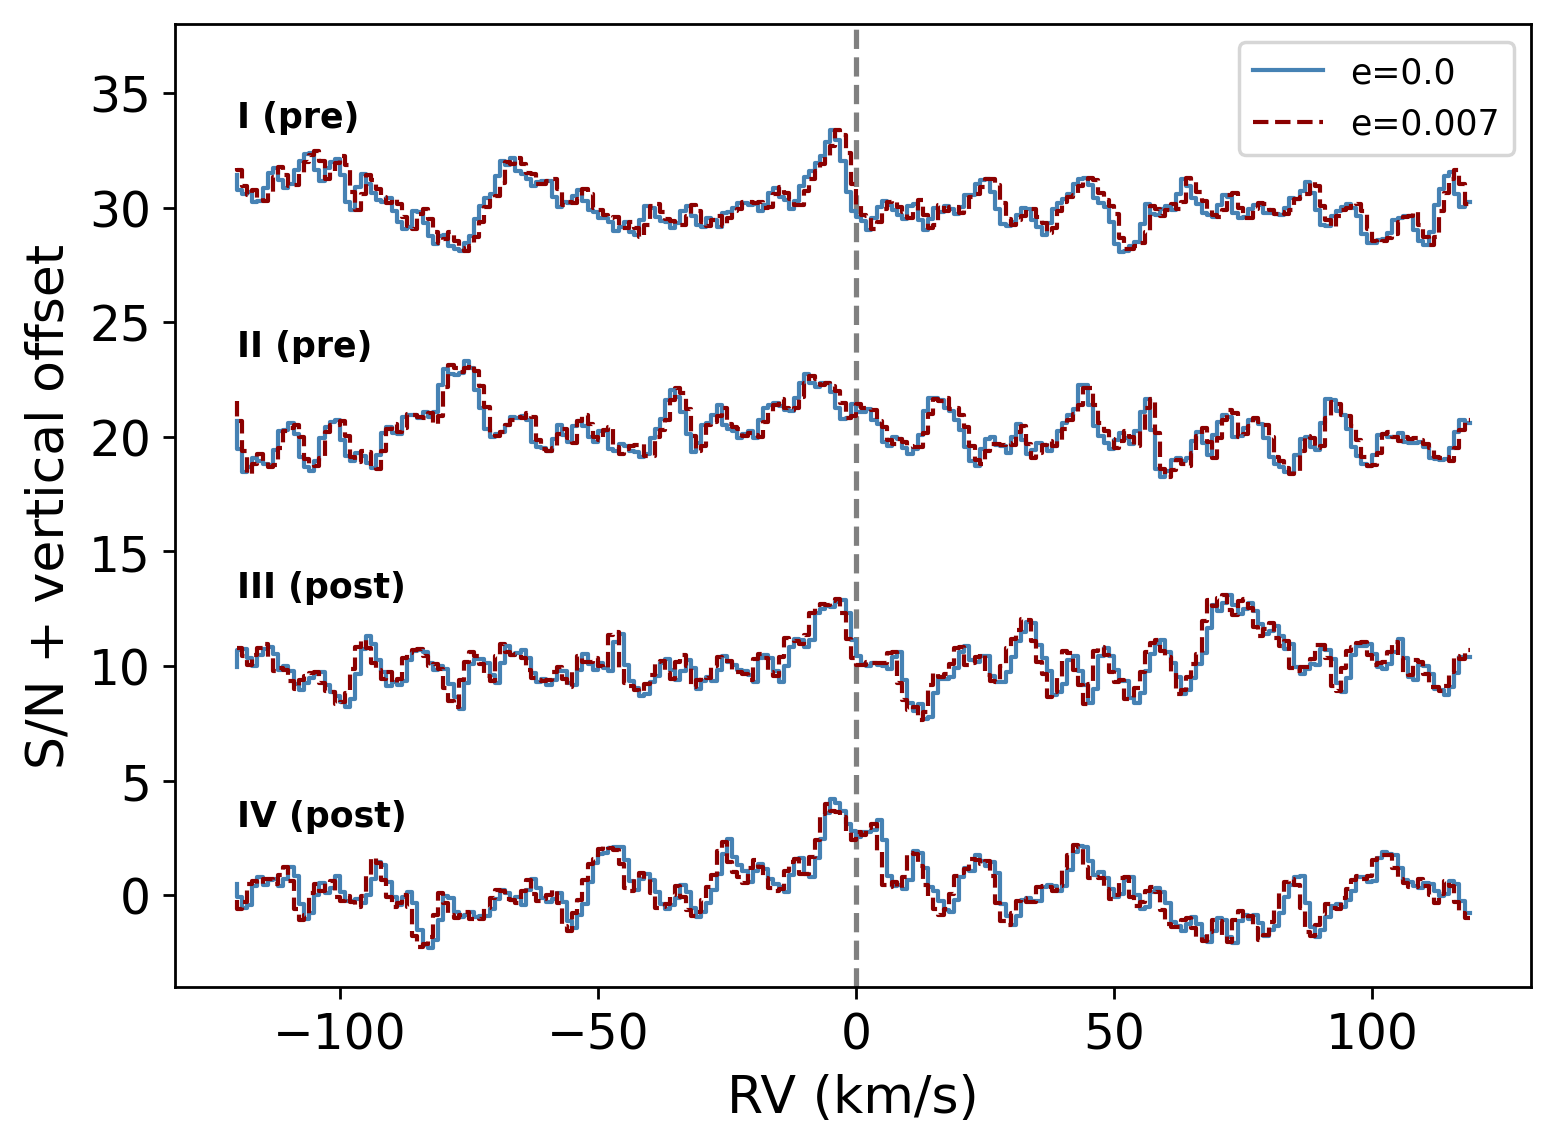 S/N + vertical offset
35
30
25
20
15
10
5
0
I (pre)
II (pre)
III (post)
IV (post)
e=0.0
e=0.007
−100
−50
0
50
100
RV (km/s)